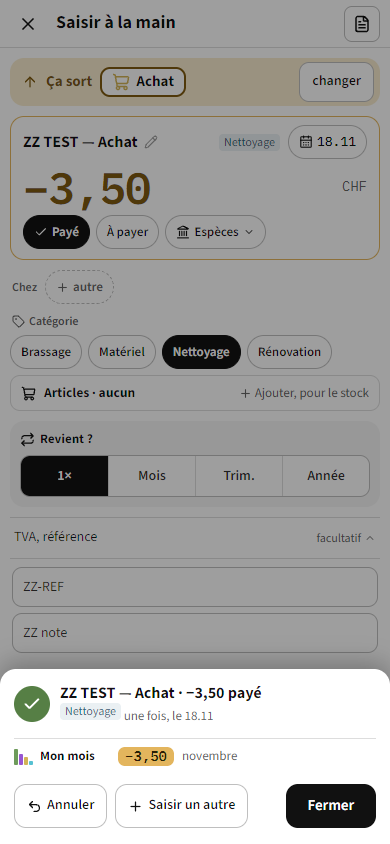 Saisir à la main
Ça sort Achat changer
ZZ TEST — Achat Nettoyage 18.11
−3,50 CHF
Payé À payer Espèces
Chez + autre
Catégorie
Brassage Matériel Nettoyage Rénovation
Articles · aucun + Ajouter, pour le stock
Revient ?
1× Mois Trim. Année
TVA, référence facultatif
ZZ-REF
ZZ note
ZZ TEST — Achat · −3,50 payé
Nettoyage une fois, le 18.11
Mon mois −3,50 novembre
Annuler + Saisir un autre Fermer